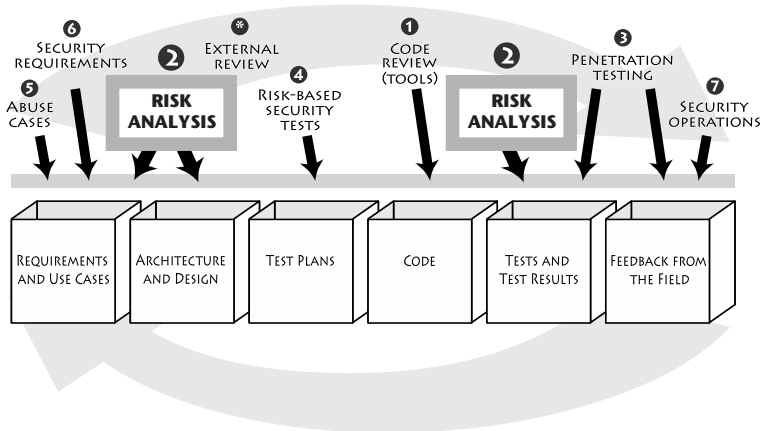 6
SECURITY
REQUIREMENTS
5
ABUSE
CASES
2
RISK
ANALYSIS
*
EXTERNAL
REVIEW
4
RISK-BASED
SECURITY
TESTS
1
CODE
REVIEW
(TOOLS)
2
RISK
ANALYSIS
3
PENETRATION
TESTING
7
SECURITY
OPERATIONS
REQUIREMENTS
AND USE CASES
ARCHITECTURE
AND DESIGN
TEST PLANS
CODE
TESTS AND
TEST RESULTS
FEEDBACK FROM
THE FIELD